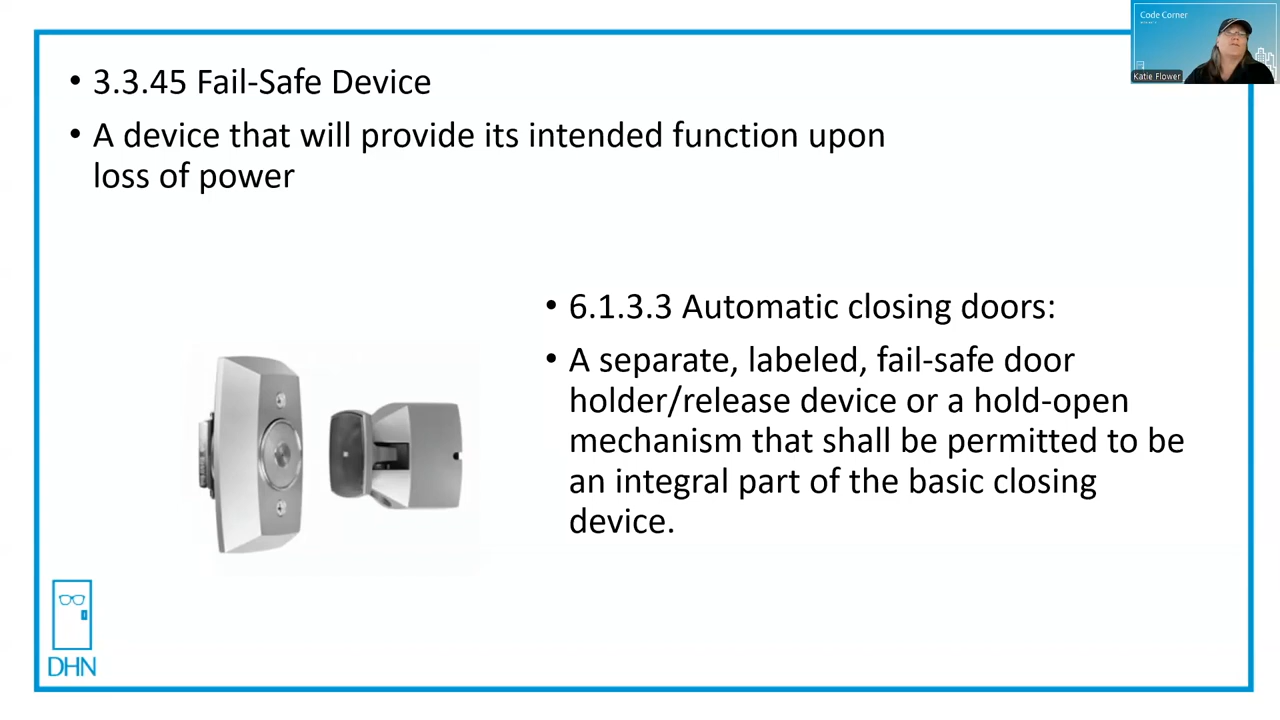 Code Corner
Katie Flower
• 3.3.45 Fail-Safe Device
• A device that will provide its intended function upon
loss of power
• 6.1.3.3 Automatic closing doors:
• A separate, labeled, fail-safe door
holder/release device or a hold-open
mechanism that shall be permitted to be
an integral part of the basic closing
device.
DHN